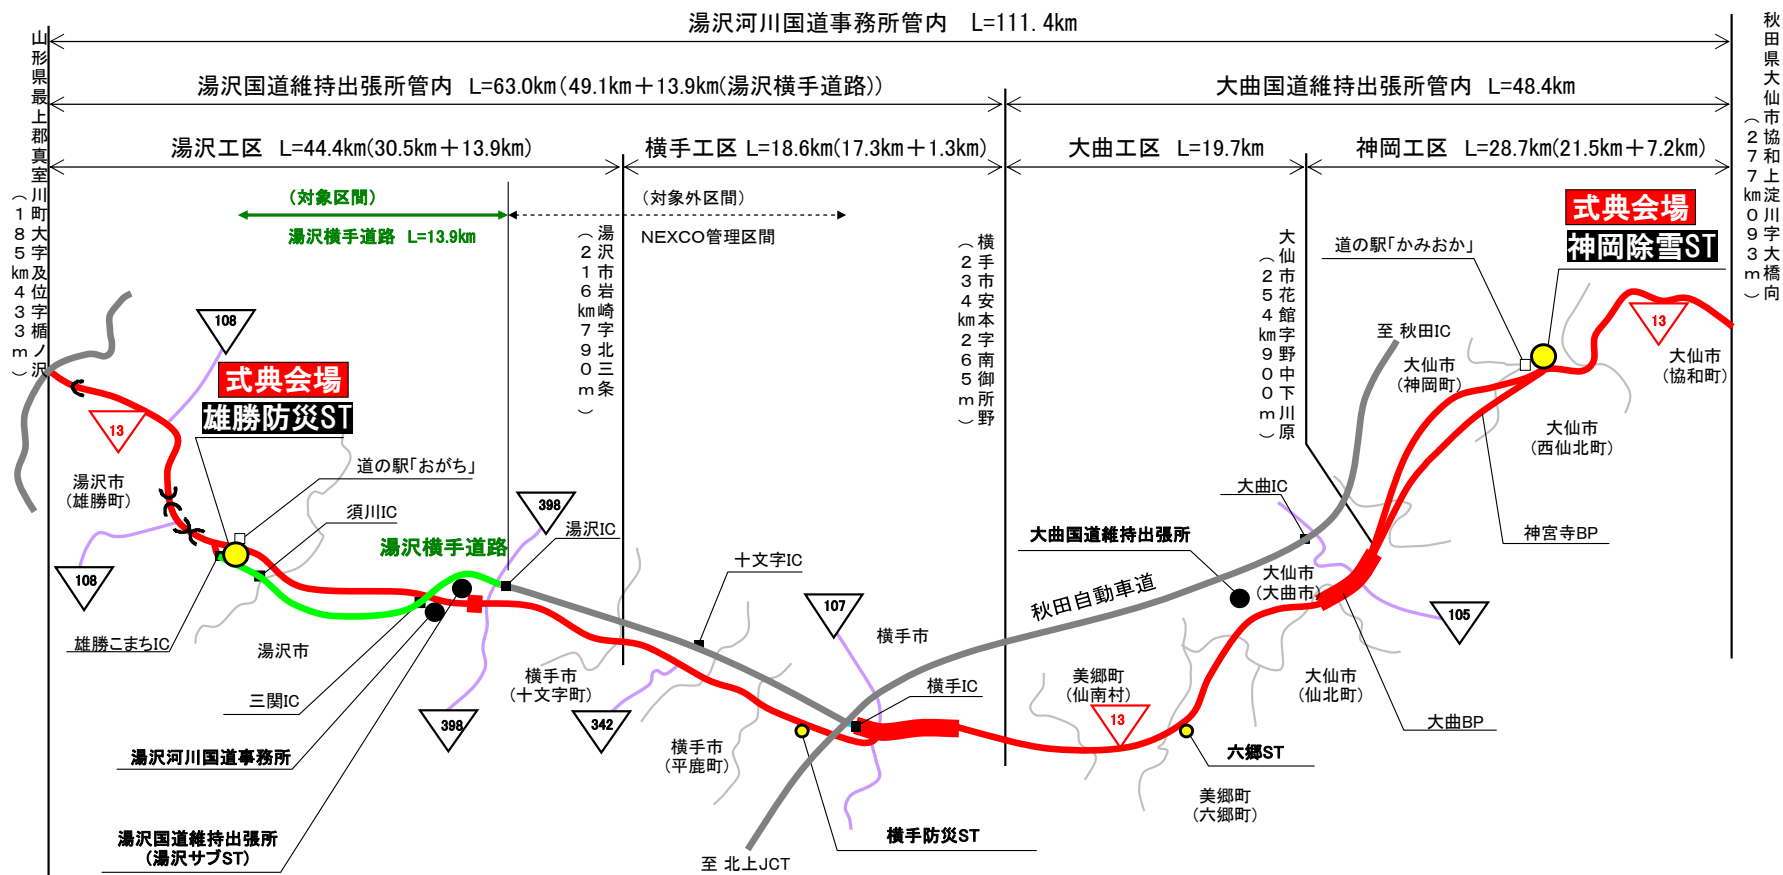 湯沢河川国道事務所管内 L=111.4km
湯沢国道維持出張所管内 L=63.0km(49.1km+13.9km(湯沢横手道路))
大曲国道維持出張所管内 L=48.4km
湯沢工区 L=44.4km(30.5km+13.9km)
横手工区 L=18.6km(17.3km+1.3km)
大曲工区 L=19.7km
神岡工区 L=28.7km(21.5km+7.2km)
山形県最上郡真室川町大字及位字楯ノ沢
(185km433m)
(対象区間)
湯沢横手道路 L=13.9km
(対象外区間)
NEXCO管理区間
湯沢市岩崎字北三条
(216km790m)
横手市安本字南御所野
(234km265m)
大仙市花館字野中下川原
(254km900m)
秋田県大仙市協和上淀川字大橋向
(277km093m)
式典会場
神岡除雪ST
道の駅「かみおか」
至 秋田IC
大仙市
(神岡町)
13
大仙市
(協和町)
大仙市
(西仙北町)
神宮寺BP
108
式典会場
雄勝防災ST
13
湯沢市
(雄勝町)
道の駅「おがち」
須川IC
398
湯沢IC
湯沢横手道路
108
雄勝こまちIC
湯沢市
三関IC
湯沢河川国道事務所
湯沢国道維持出張所
(湯沢サブST)
398
横手市
(十文字町)
342
十文字IC
107
横手市
横手IC
横手市
(平鹿町)
横手防災ST
至 北上JCT
秋田自動車道
大曲国道維持出張所
大曲IC
大仙市
(大曲市)
105
大仙市
(仙北町)
大曲BP
美郷町
(仙南村)
13
六郷ST
美郷町
(六郷町)